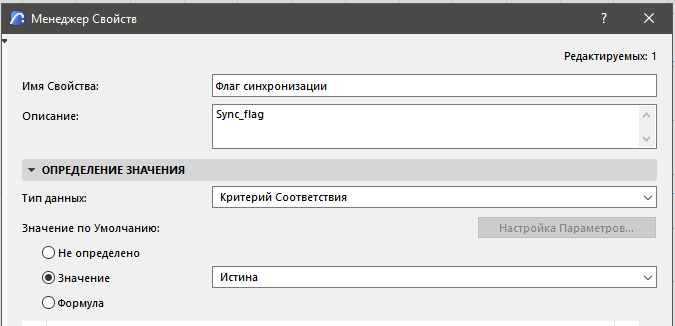 Менеджер Свойств
?
Редактируемых: 1
Имя Свойства:
Флаг синхронизации
Описание:
Sync_flag
ОПРЕДЕЛЕНИЕ ЗНАЧЕНИЯ
Тип данных:
Критерий Соответствия
Значение по Умолчанию:
Настройка Параметров...
Не определено
Значение
Истина
Формула